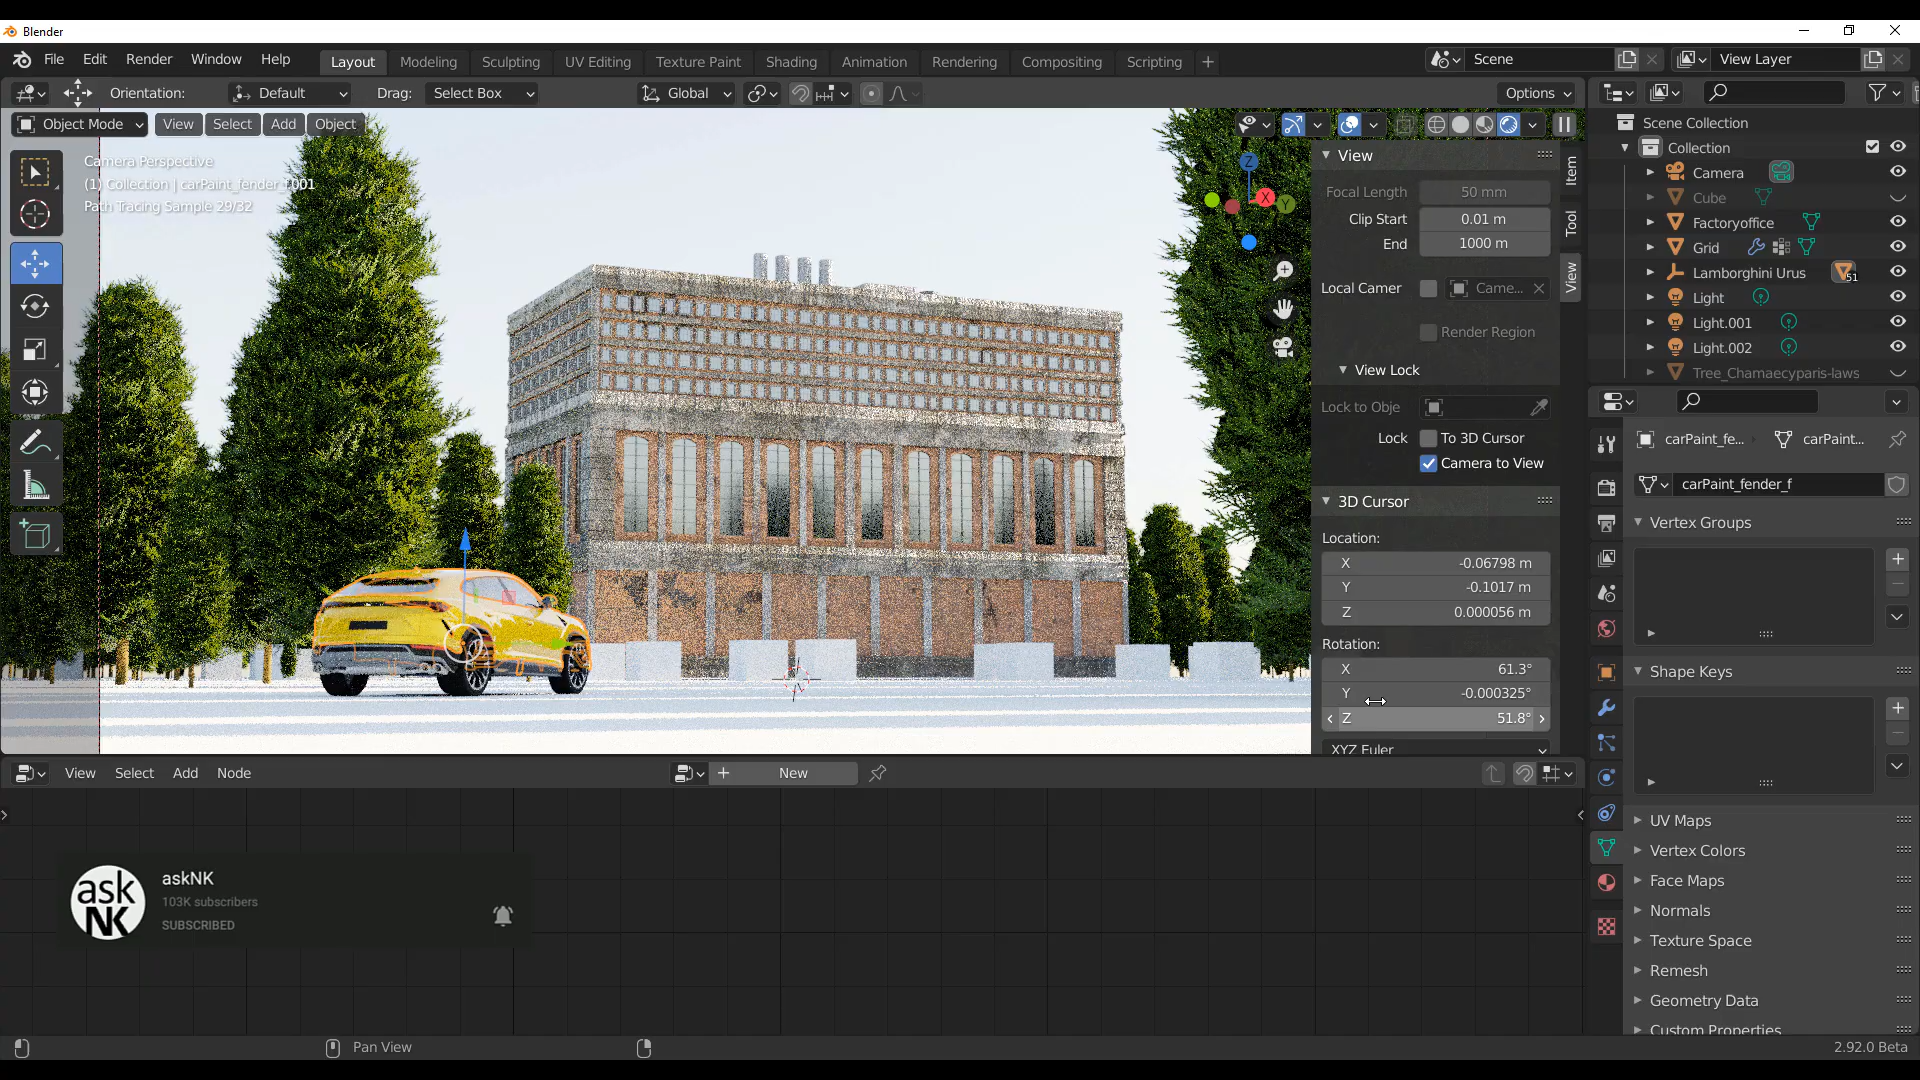 Blender
File Edit Render Window Help Layout Modeling Sculpting UV Editing Texture Paint Shading Animation Rendering Compositing Scripting + Scene View Layer
Orientation: Default Drag: Select Box Global Options
Object Mode View Select Add Object
Camera Perspective
(1) Collection | carPaint_fender_f.001
Path Tracing Sample 29/32
Z
X
Y
View
Focal Length 50 mm
Clip Start 0.01 m
End 1000 m
Local Camer Came...
Render Region
View Lock
Lock to Obje
Lock To 3D Cursor
Camera to View
3D Cursor
Location:
X -0.06798 m
Y -0.1017 m
Z 0.000056 m
Rotation:
X 61.3°
Y -0.000325°
Z 51.8°
XYZ Euler
Item
Tool
View
Scene Collection
Collection
Camera
Cube
Factoryoffice
Grid
Lamborghini Urus 51
Light
Light.001
Light.002
Tree_Chamaecyparis-laws
carPaint_fe... carPaint...
carPaint_fender_f
Vertex Groups
Shape Keys
UV Maps
Vertex Colors
Face Maps
Normals
Texture Space
Remesh
Geometry Data
Custom Properties
View Select Add Node + New
ask
NK
askNK
103K subscribers
SUBSCRIBED
Pan View
2.92.0 Beta